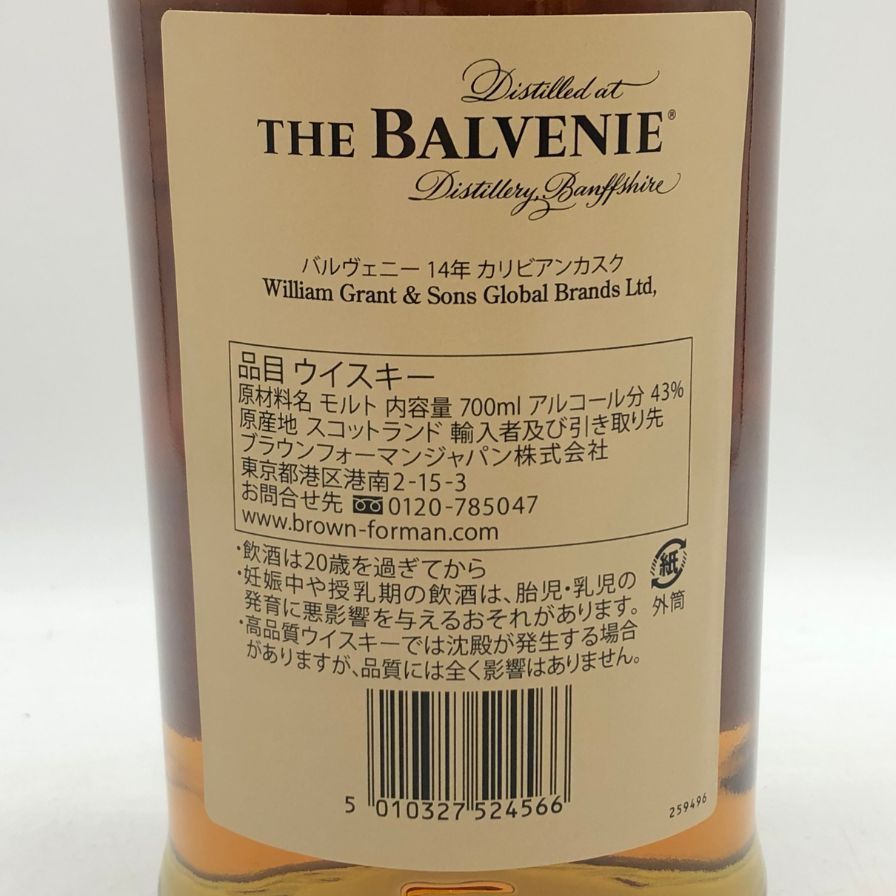 Distilled at
THE BALVENIE®
Distillery, Banffshire
バルヴェニー 14年 カリビアンカスク
William Grant & Sons Global Brands Ltd,
品目 ウイスキー
原材料名 モルト 内容量 700ml アルコール分 43%
原産地 スコットランド 輸入者及び引き取り先
ブラウンフォーマンジャパン株式会社
東京都港区港南2-15-3
お問合せ先 0120-785047
www.brown-forman.com
・飲酒は20歳を過ぎてから
・妊娠中や授乳期の飲酒は、胎児・乳児の
発育に悪影響を与えるおそれがあります。
・高品質ウイスキーでは沈殿が発生する場合
がありますが、品質には全く影響はありません。
紙
外筒
5 010327 524566
259496